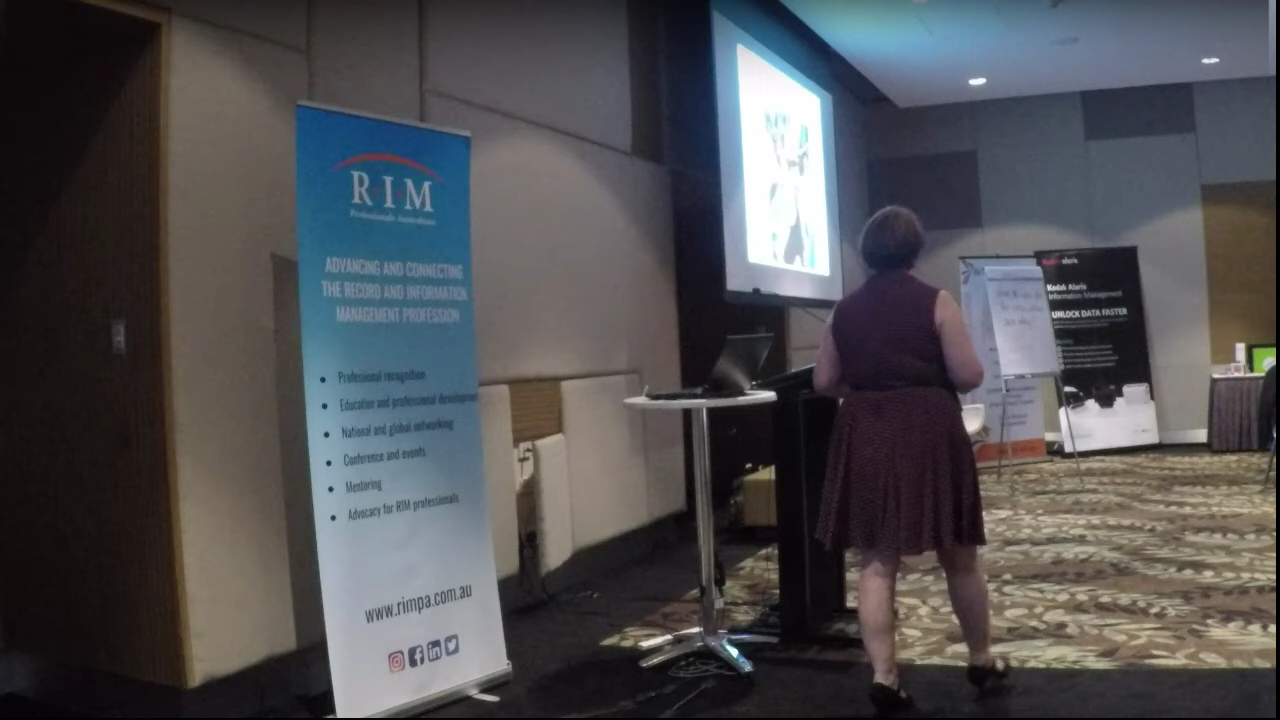 R·I·M
Professionals Australasia
ADVANCING AND CONNECTING
THE RECORD AND INFORMATION
MANAGEMENT PROFESSION
• Professional recognition
• Education and professional developmen
• National and global networking
• Conference and events
• Mentoring
• Advocacy for RIM professionals
www.rimpa.com.au
kodak alaris
Kodak Alaris
Information Management
UNLOCK DATA FASTER